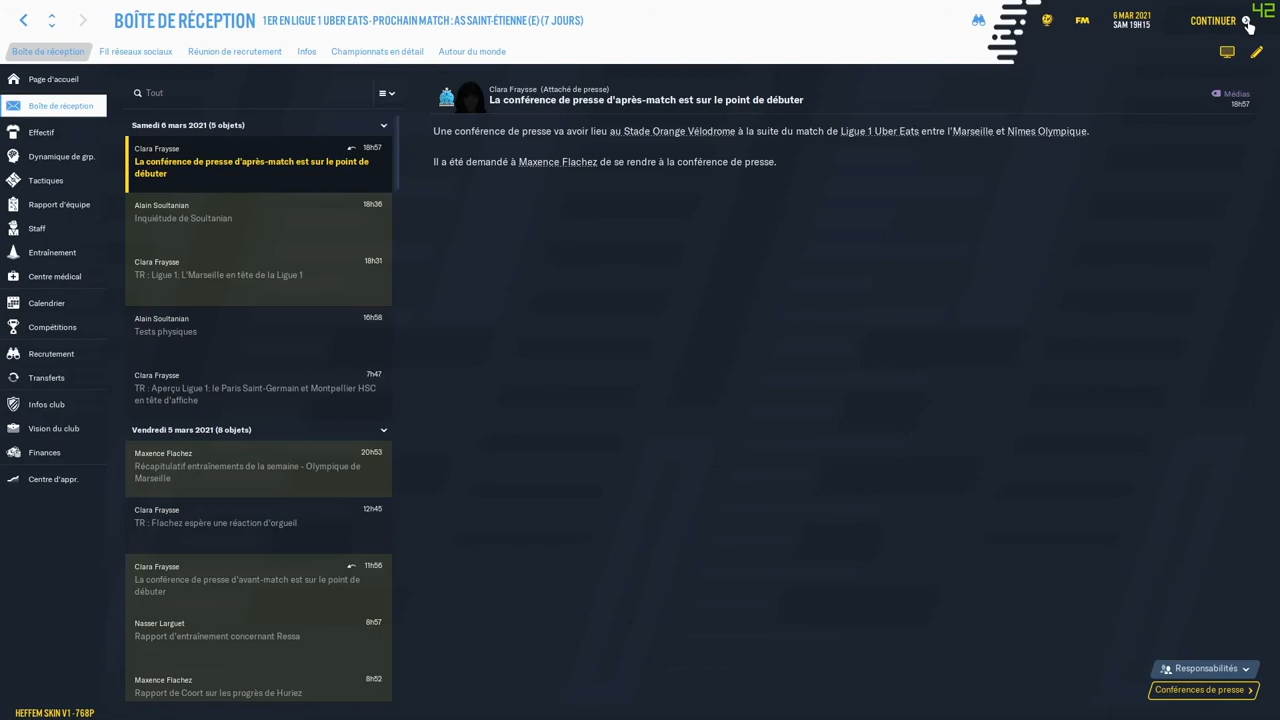 BOÎTE DE RÉCEPTION
1ER EN LIGUE 1 UBER EATS - PROCHAIN MATCH : AS SAINT-ÉTIENNE (E) (7 JOURS)
FM
6 MAR 2021
SAM 19H15
CONTINUER
42
Boîte de réception
Fil réseaux sociaux
Réunion de recrutement
Infos
Championnats en détail
Autour du monde
Page d'accueil
Boîte de réception
Effectif
Dynamique de grp.
Tactiques
Rapport d'équipe
Staff
Entraînement
Centre médical
Calendrier
Compétitions
Recrutement
Transferts
Infos club
Vision du club
Finances
Centre d'appr.
Tout
Samedi 6 mars 2021 (5 objets)
Clara Fraysse 18h57
La conférence de presse d'après-match est sur le point de
débuter
Alain Soultanian 18h36
Inquiétude de Soultanian
Clara Fraysse 18h31
TR : Ligue 1: L'Marseille en tête de la Ligue 1
Alain Soultanian 16h58
Tests physiques
Clara Fraysse 7h47
TR : Aperçu Ligue 1: le Paris Saint-Germain et Montpellier HSC
en tête d'affiche
Vendredi 5 mars 2021 (8 objets)
Maxence Flachez 20h53
Récapitulatif entraînements de la semaine - Olympique de
Marseille
Clara Fraysse 12h45
TR : Flachez espère une réaction d'orgueil
Clara Fraysse 11h56
La conférence de presse d'avant-match est sur le point de
débuter
Nasser Larguet 8h57
Rapport d'entraînement concernant Ressa
Maxence Flachez 8h52
Rapport de Coort sur les progrès de Huriez
Clara Fraysse (Attaché de presse)
La conférence de presse d'après-match est sur le point de débuter
Médias
18h57
Une conférence de presse va avoir lieu au Stade Orange Vélodrome à la suite du match de Ligue 1 Uber Eats entre l'Marseille et Nîmes Olympique.
Il a été demandé à Maxence Flachez de se rendre à la conférence de presse.
Responsabilités
Conférences de presse
HEFFEM SKIN V1 - 768P